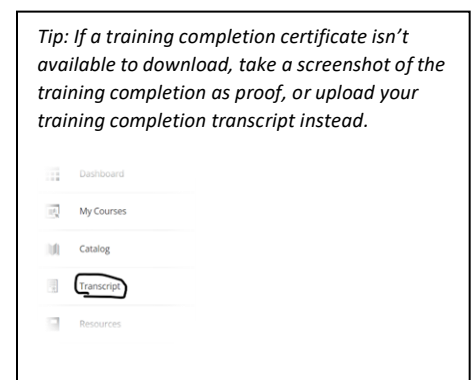 Tip: If a training completion certificate isn’t
available to download, take a screenshot of the
training completion as proof, or upload your
training completion transcript instead.
Dashboard
My Courses
Catalog
Transcript
Resources